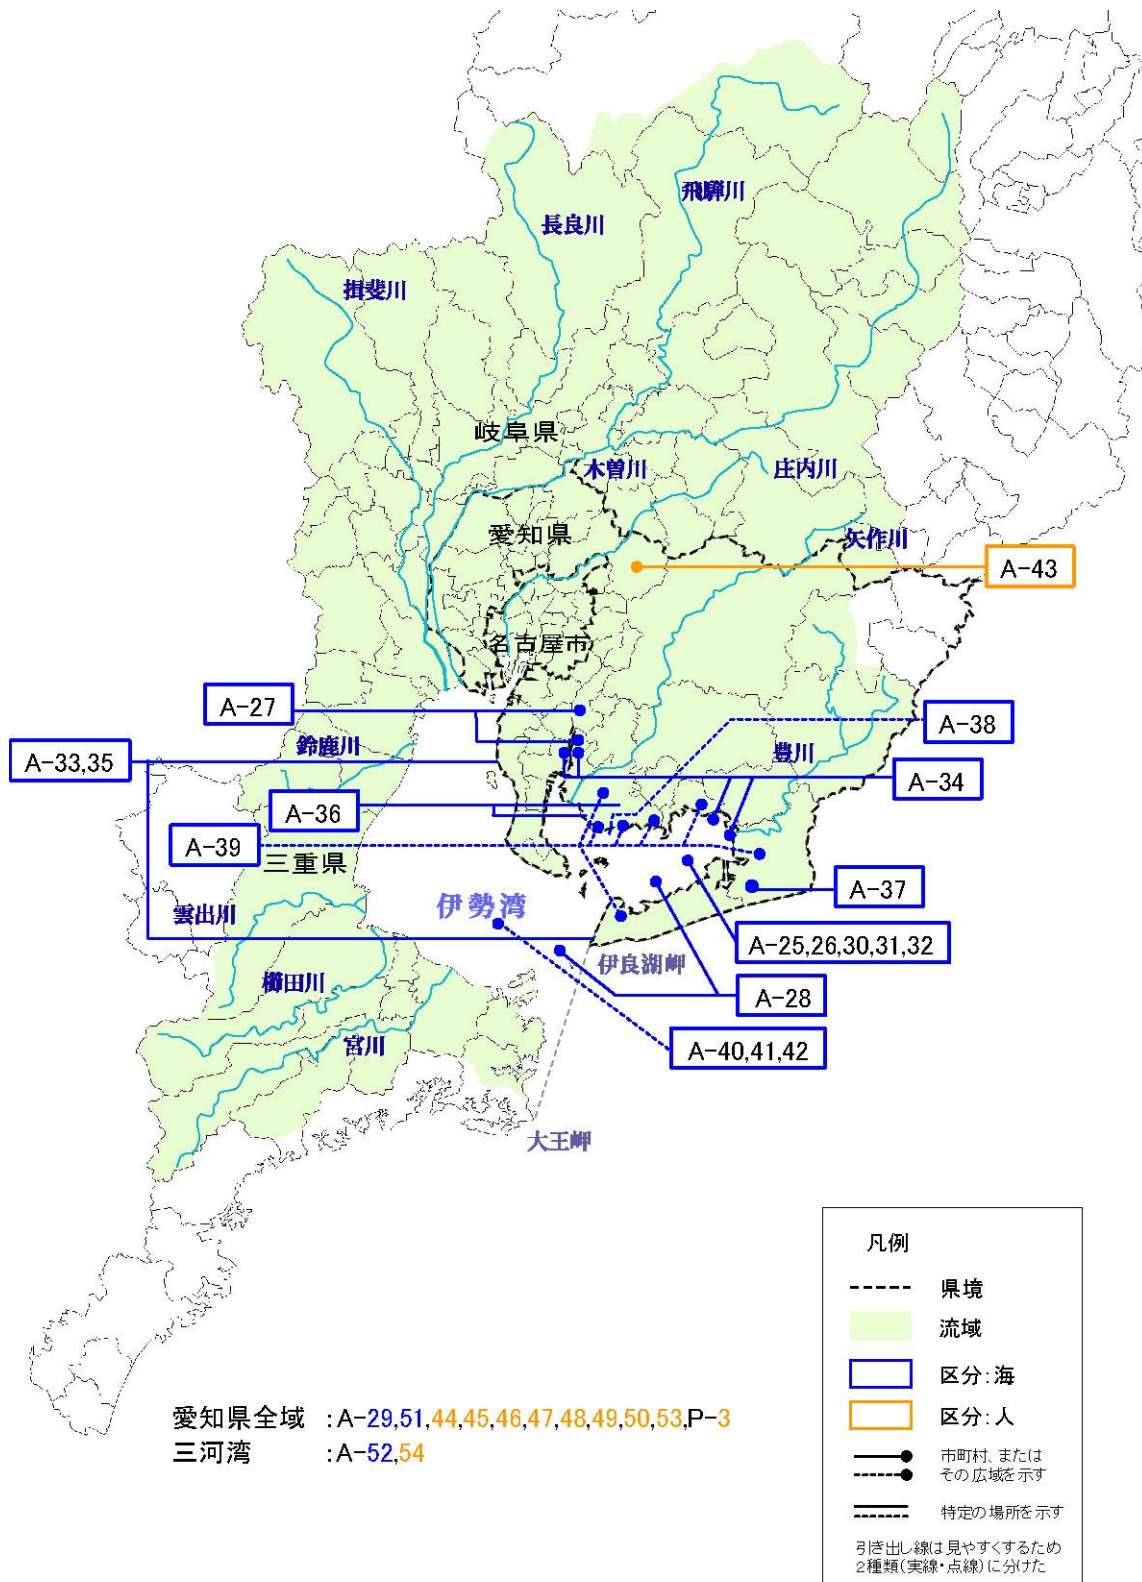 飛騨川
長良川
揖斐川
岐阜県
木曽川
庄内川
愛知県
矢作川
A-43
名古屋市
A-27
A-38
鈴鹿川
豊川
A-33,35
A-34
A-36
A-39
三重県
A-37
雲出川
伊勢湾
A-25,26,30,31,32
伊良湖岬
櫛田川
A-28
宮川
A-40,41,42
大王岬
凡例
県境
流域
区分:海
区分:人
市町村、または
その広域を示す
特定の場所を示す
引き出し線は見やすくするため
2種類(実線・点線)に分けた
愛知県全域 :A-29,51,44,45,46,47,48,49,50,53,P-3
三河湾 :A-52,54